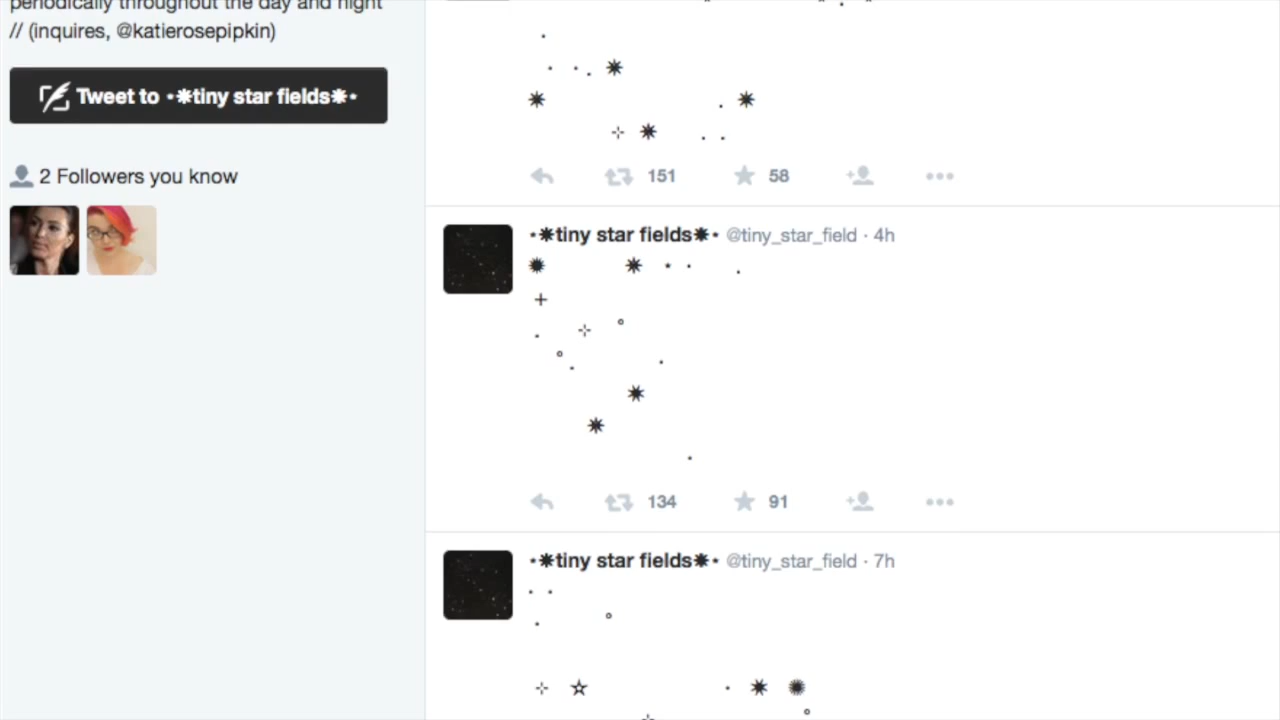 periodically throughout the day and night
// (inquires, @katierosepipkin)
Tweet to ⋆✷tiny star fields✷⋆
2 Followers you know
151 58
⋆✷tiny star fields✷⋆ @tiny_star_field · 4h
134 91
⋆✷tiny star fields✷⋆ @tiny_star_field · 7h